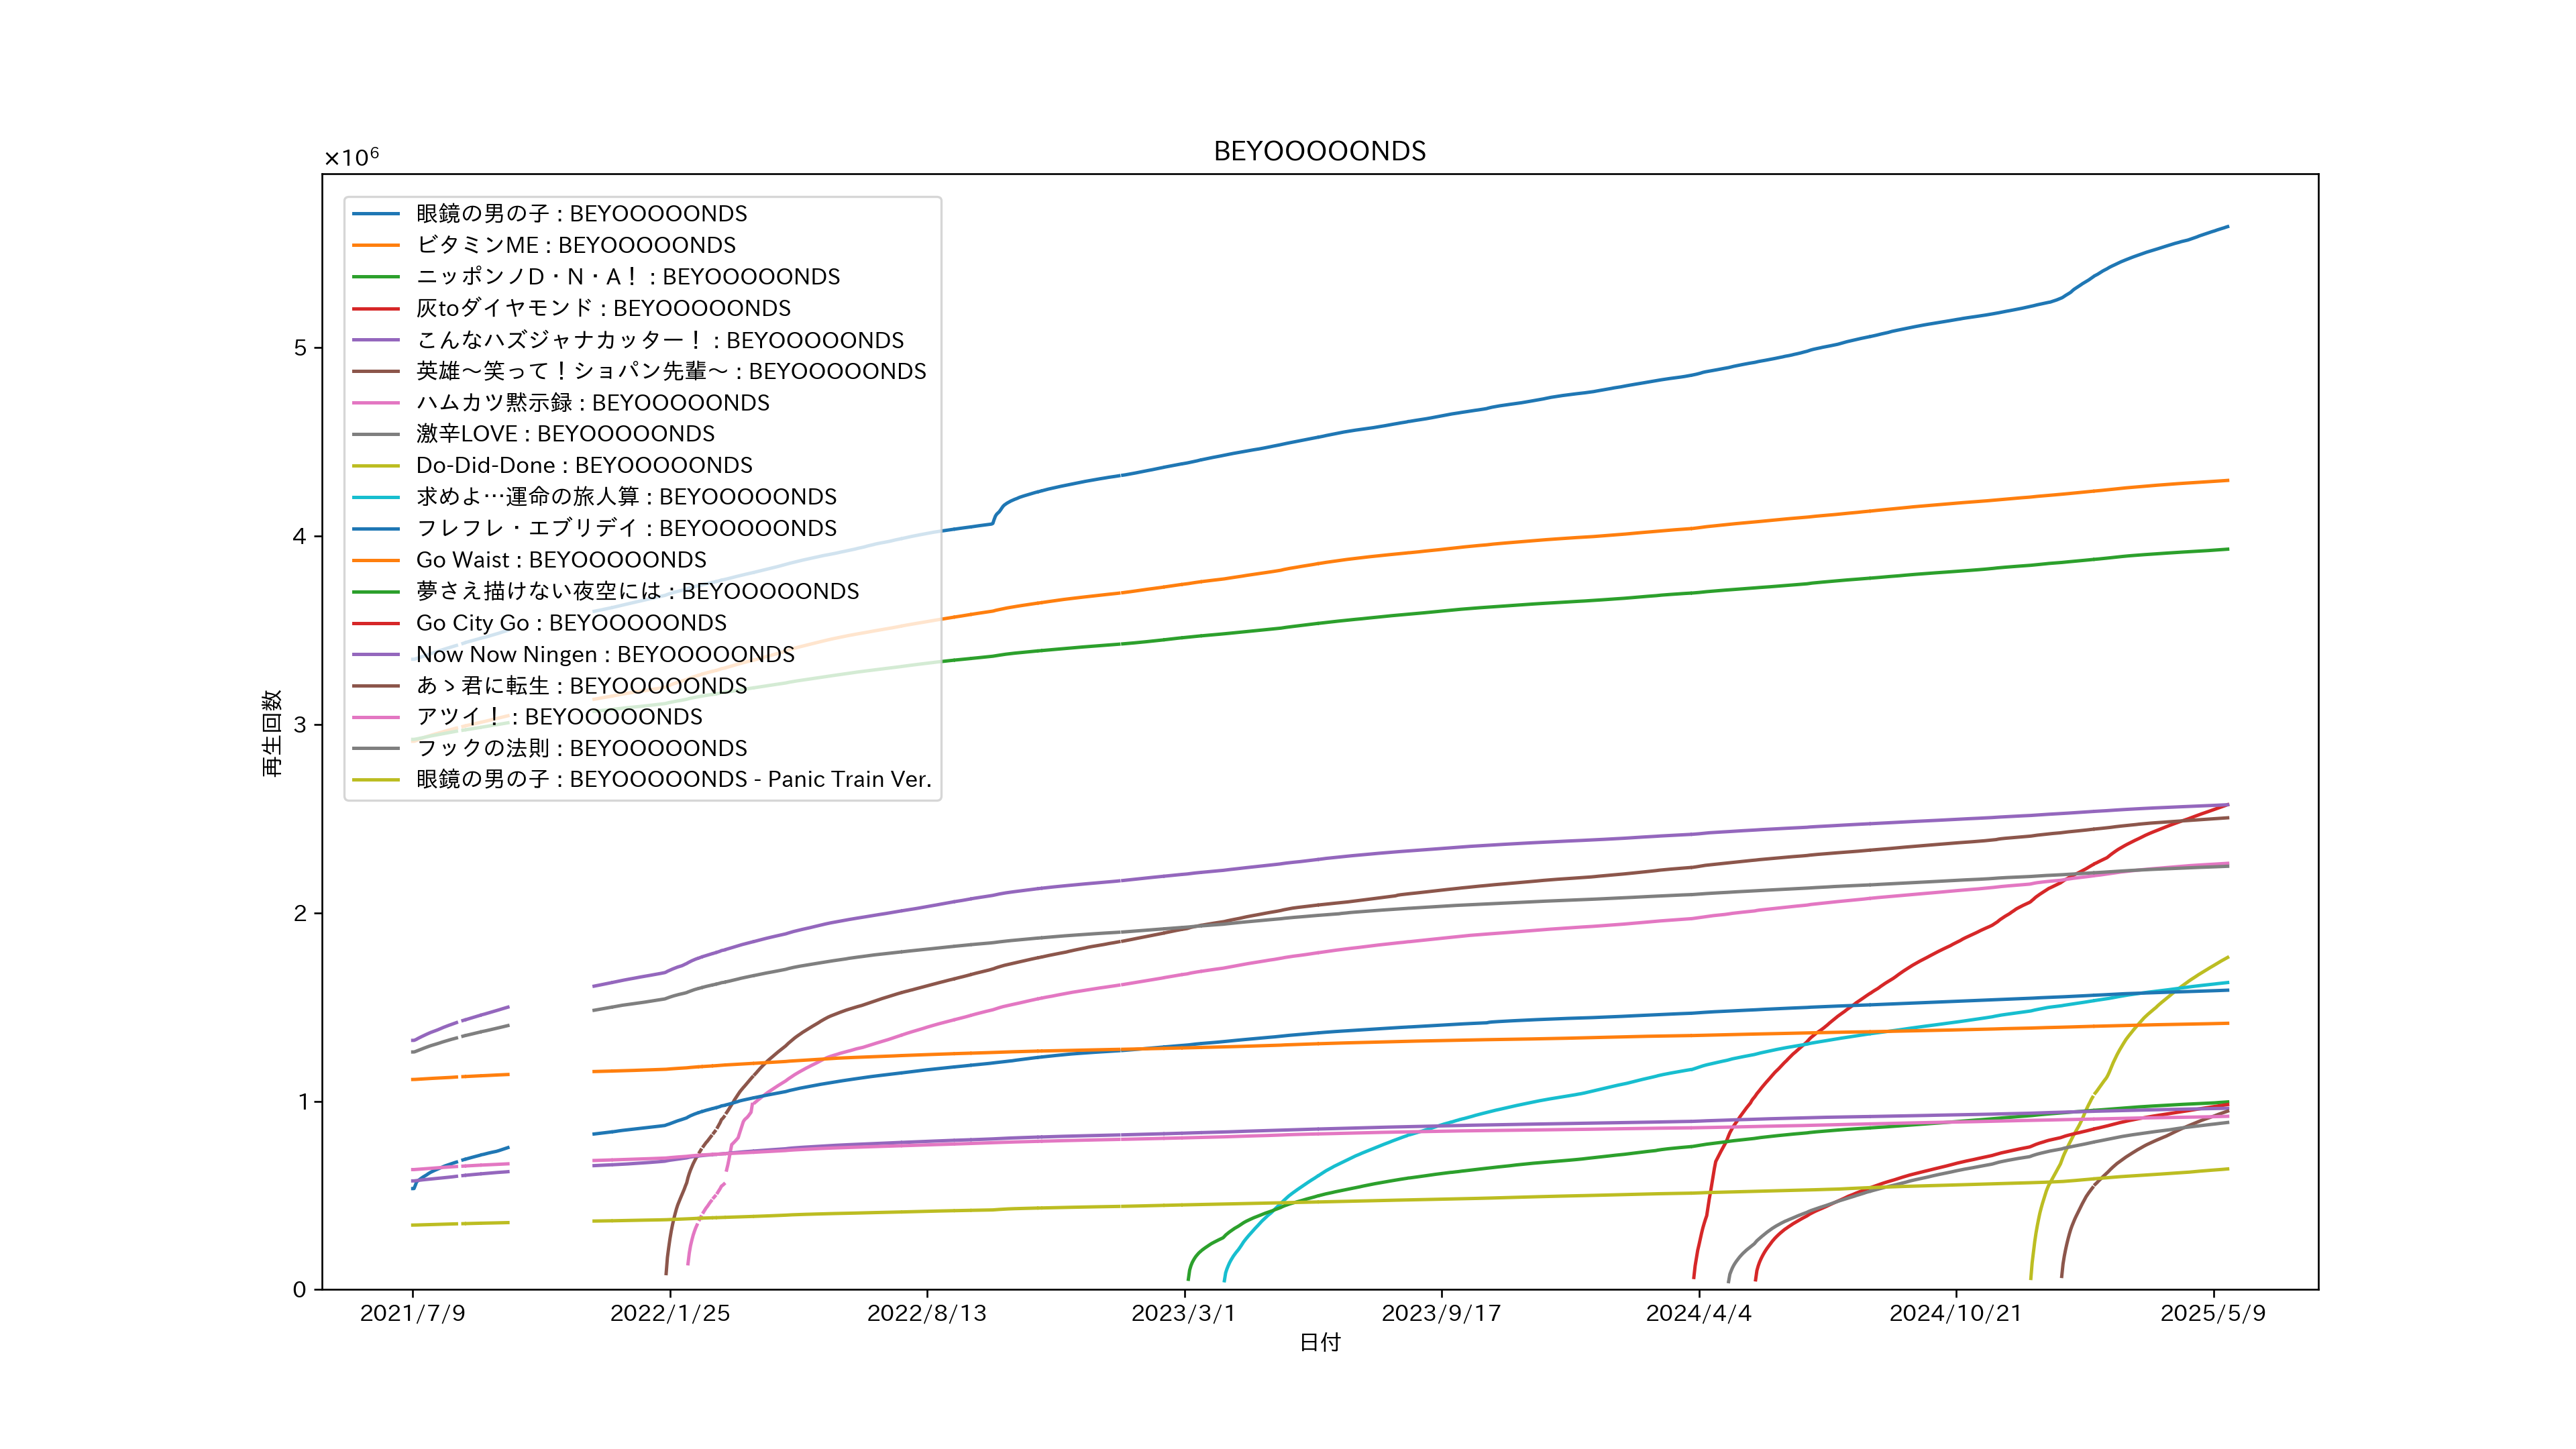 BEYOOOOONDS
×10⁶
眼鏡の男の子 : BEYOOOOONDS
ビタミンME : BEYOOOOONDS
ニッポンノD・N・A！ : BEYOOOOONDS
灰toダイヤモンド : BEYOOOOONDS
こんなハズジャナカッター！ : BEYOOOOONDS
英雄～笑って！ショパン先輩～ : BEYOOOOONDS
ハムカツ黙示録 : BEYOOOOONDS
激辛LOVE : BEYOOOOONDS
Do-Did-Done : BEYOOOOONDS
求めよ…運命の旅人算 : BEYOOOOONDS
フレフレ・エブリデイ : BEYOOOOONDS
Go Waist : BEYOOOOONDS
夢さえ描けない夜空には : BEYOOOOONDS
Go City Go : BEYOOOOONDS
Now Now Ningen : BEYOOOOONDS
あゝ君に転生 : BEYOOOOONDS
アツイ！ : BEYOOOOONDS
フックの法則 : BEYOOOOONDS
眼鏡の男の子 : BEYOOOOONDS - Panic Train Ver.
再生回数
5
4
3
2
1
0
2021/7/9
2022/1/25
2022/8/13
2023/3/1
2023/9/17
2024/4/4
2024/10/21
2025/5/9
日付